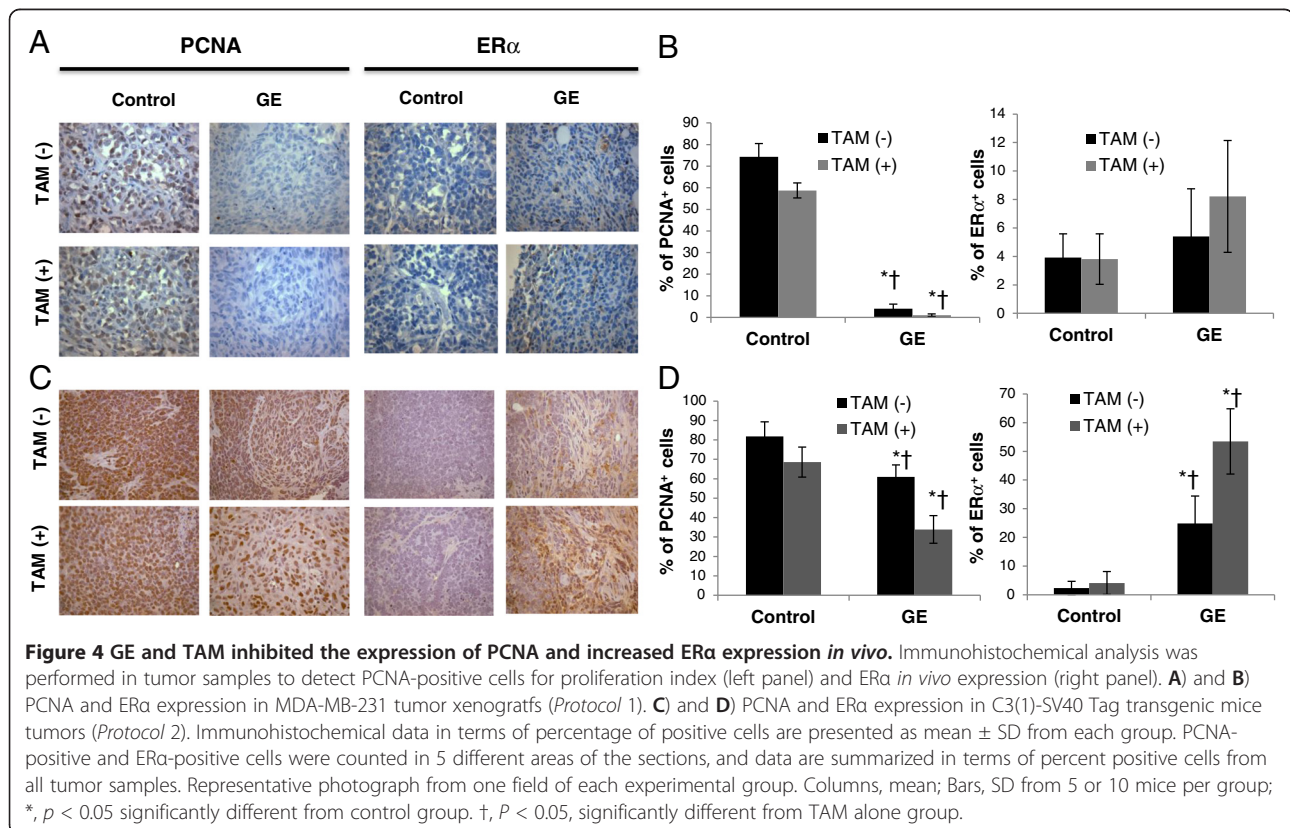 A
PCNA
ERα
Control
GE
Control
GE
TAM (-)
TAM (+)
B
% of PCNA⁺ cells
90
80
70
60
50
40
30
20
10
0
TAM (-)
TAM (+)
*†
*†
Control
GE
% of ERα⁺ cells
14
12
10
8
6
4
2
0
TAM (-)
TAM (+)
Control
GE
C
TAM (-)
TAM (+)
D
% of PCNA⁺ cells
100
90
80
70
60
50
40
30
20
10
0
TAM (-)
TAM (+)
*†
*†
Control
GE
% of ERα⁺ cells
70
60
50
40
30
20
10
0
TAM (-)
TAM (+)
*†
*†
Control
GE
Figure 4 GE and TAM inhibited the expression of PCNA and increased ERα expression in vivo. Immunohistochemical analysis was
performed in tumor samples to detect PCNA-positive cells for proliferation index (left panel) and ERα in vivo expression (right panel). A) and B)
PCNA and ERα expression in MDA-MB-231 tumor xenogratfs (Protocol 1). C) and D) PCNA and ERα expression in C3(1)-SV40 Tag transgenic mice
tumors (Protocol 2). Immunohistochemical data in terms of percentage of positive cells are presented as mean ± SD from each group. PCNA-
positive and ERα-positive cells were counted in 5 different areas of the sections, and data are summarized in terms of percent positive cells from
all tumor samples. Representative photograph from one field of each experimental group. Columns, mean; Bars, SD from 5 or 10 mice per group;
*, p < 0.05 significantly different from control group. †, P < 0.05, significantly different from TAM alone group.